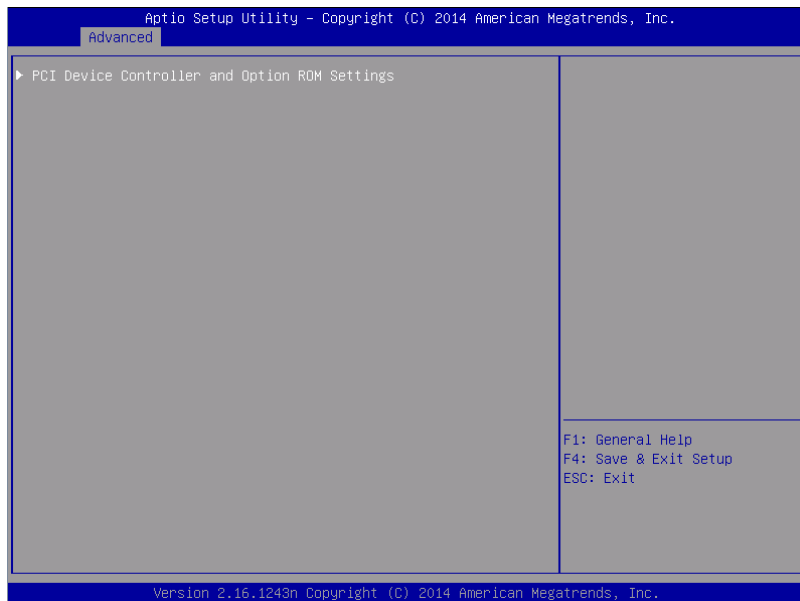 Aptio Setup Utility – Copyright (C) 2014 American Megatrends, Inc.
Advanced
▶ PCI Device Controller and Option ROM Settings
F1: General Help
F4: Save & Exit Setup
ESC: Exit
Version 2.16.1243n Copyright (C) 2014 American Megatrends, Inc.